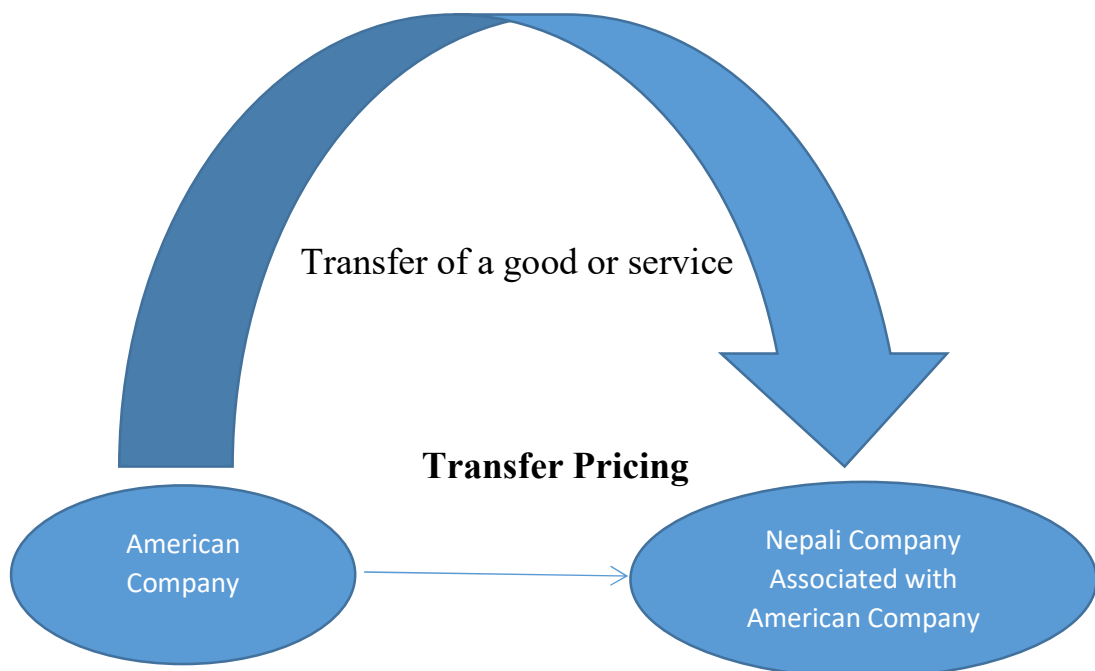 Transfer of a good or service
Transfer Pricing
American
Company
Nepali Company
Associated with
American Company